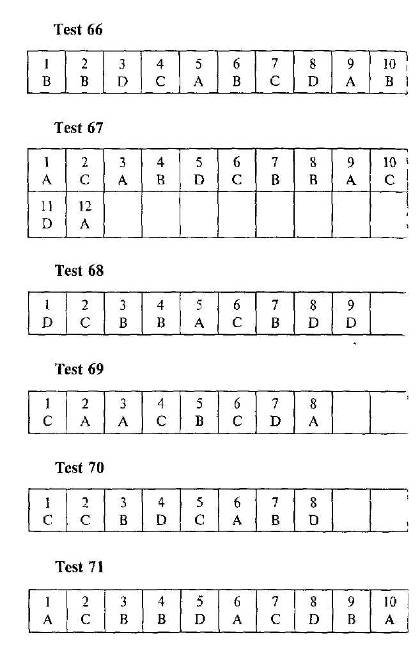 Test 66
1 2 3 4 5 6 7 8 9 10
B B D C A B C D A B
Test 67
1 2 3 4 5 6 7 8 9 10
A C A B D C B B A C
11 12
D A
Test 68
1 2 3 4 5 6 7 8 9
D C B B A C B D D
Test 69
1 2 3 4 5 6 7 8
C A A C B C D A
Test 70
1 2 3 4 5 6 7 8
C C B D C A B D
Test 71
1 2 3 4 5 6 7 8 9 10
A C B B D A C D B A